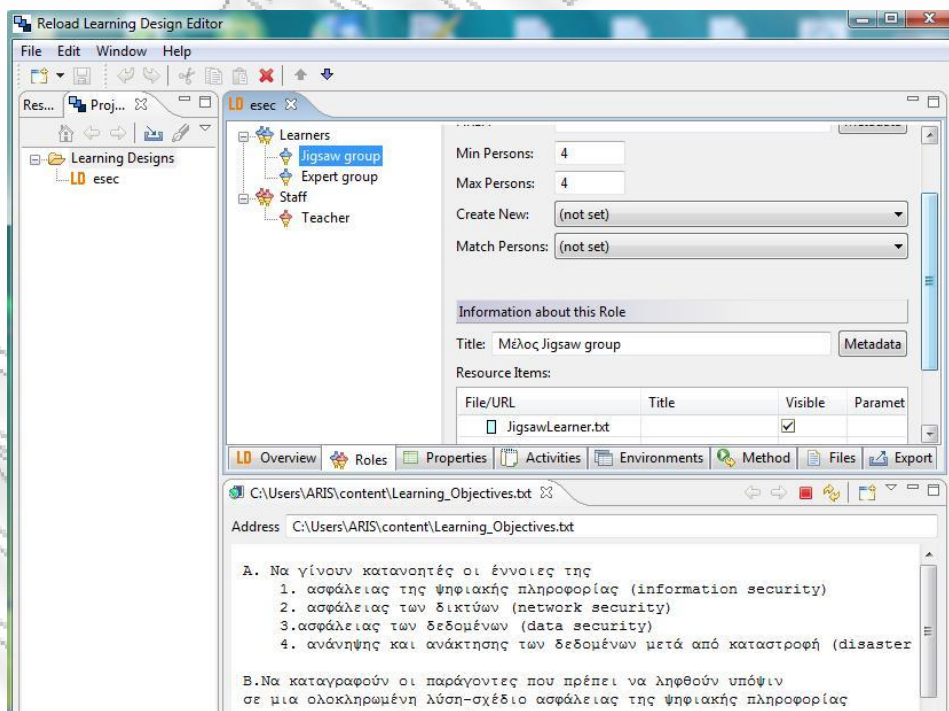 Reload Learning Design Editor
File Edit Window Help
Res... Proj...
Learning Designs
LD esec
LD esec
Learners
Jigsaw group
Expert group
Staff
Teacher
Metadata
Min Persons: 4
Max Persons: 4
Create New: (not set)
Match Persons: (not set)
Information about this Role
Title: Μέλος Jigsaw group Metadata
Resource Items:
File/URL Title Visible Paramet
JigsawLearner.txt
LD Overview Roles Properties Activities Environments Method Files Export
C:\Users\ARIS\content\Learning_Objectives.txt
Address C:\Users\ARIS\content\Learning_Objectives.txt
Α. Να γίνουν κατανοητές οι έννοιες της
1. ασφάλειας της ψηφιακής πληροφορίας (information security)
2. ασφάλειας των δικτύων (network security)
3.ασφάλειας των δεδομένων (data security)
4. ανάνηψης και ανάκτησης των δεδομένων μετά από καταστροφή (disaster
Β.Να καταγραφούν οι παράγοντες που πρέπει να ληφθούν υπόψιν
σε μια ολοκληρωμένη λύση-σχέδιο ασφάλειας της ψηφιακής πληροφορίας